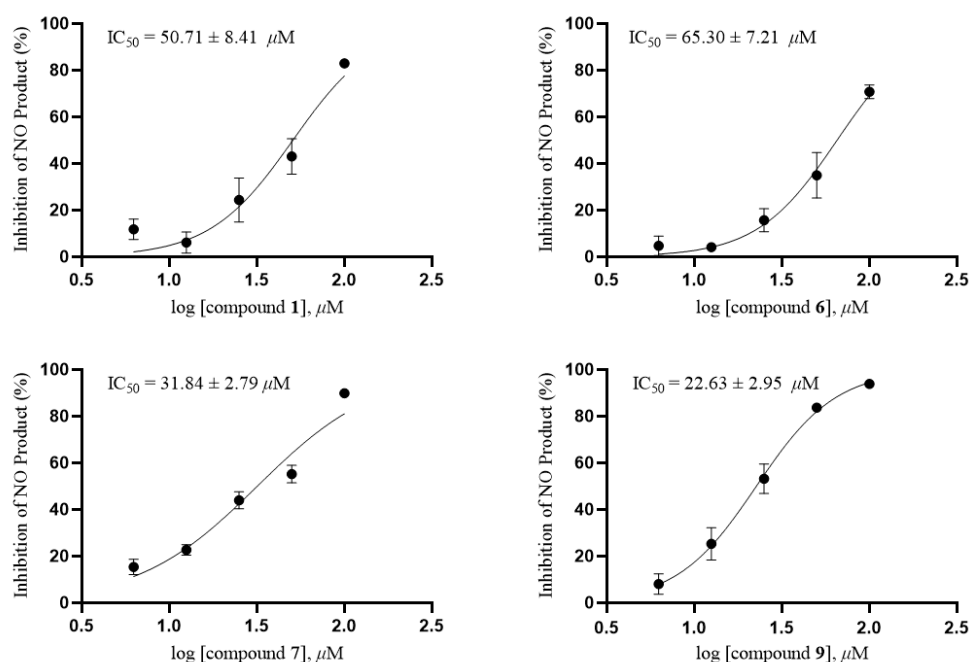 IC50 = 50.71 ± 8.41 μM
Inhibition of NO Product (%)
100
80
60
40
20
0
0.5 1.0 1.5 2.0 2.5
log [compound 1], μM
IC50 = 65.30 ± 7.21 μM
Inhibition of NO Product (%)
100
80
60
40
20
0
0.5 1.0 1.5 2.0 2.5
log [compound 6], μM
IC50 = 31.84 ± 2.79 μM
Inhibition of NO Product (%)
100
80
60
40
20
0
0.5 1.0 1.5 2.0 2.5
log [compound 7], μM
IC50 = 22.63 ± 2.95 μM
Inhibition of NO Product (%)
100
80
60
40
20
0
0.5 1.0 1.5 2.0 2.5
log [compound 9], μM